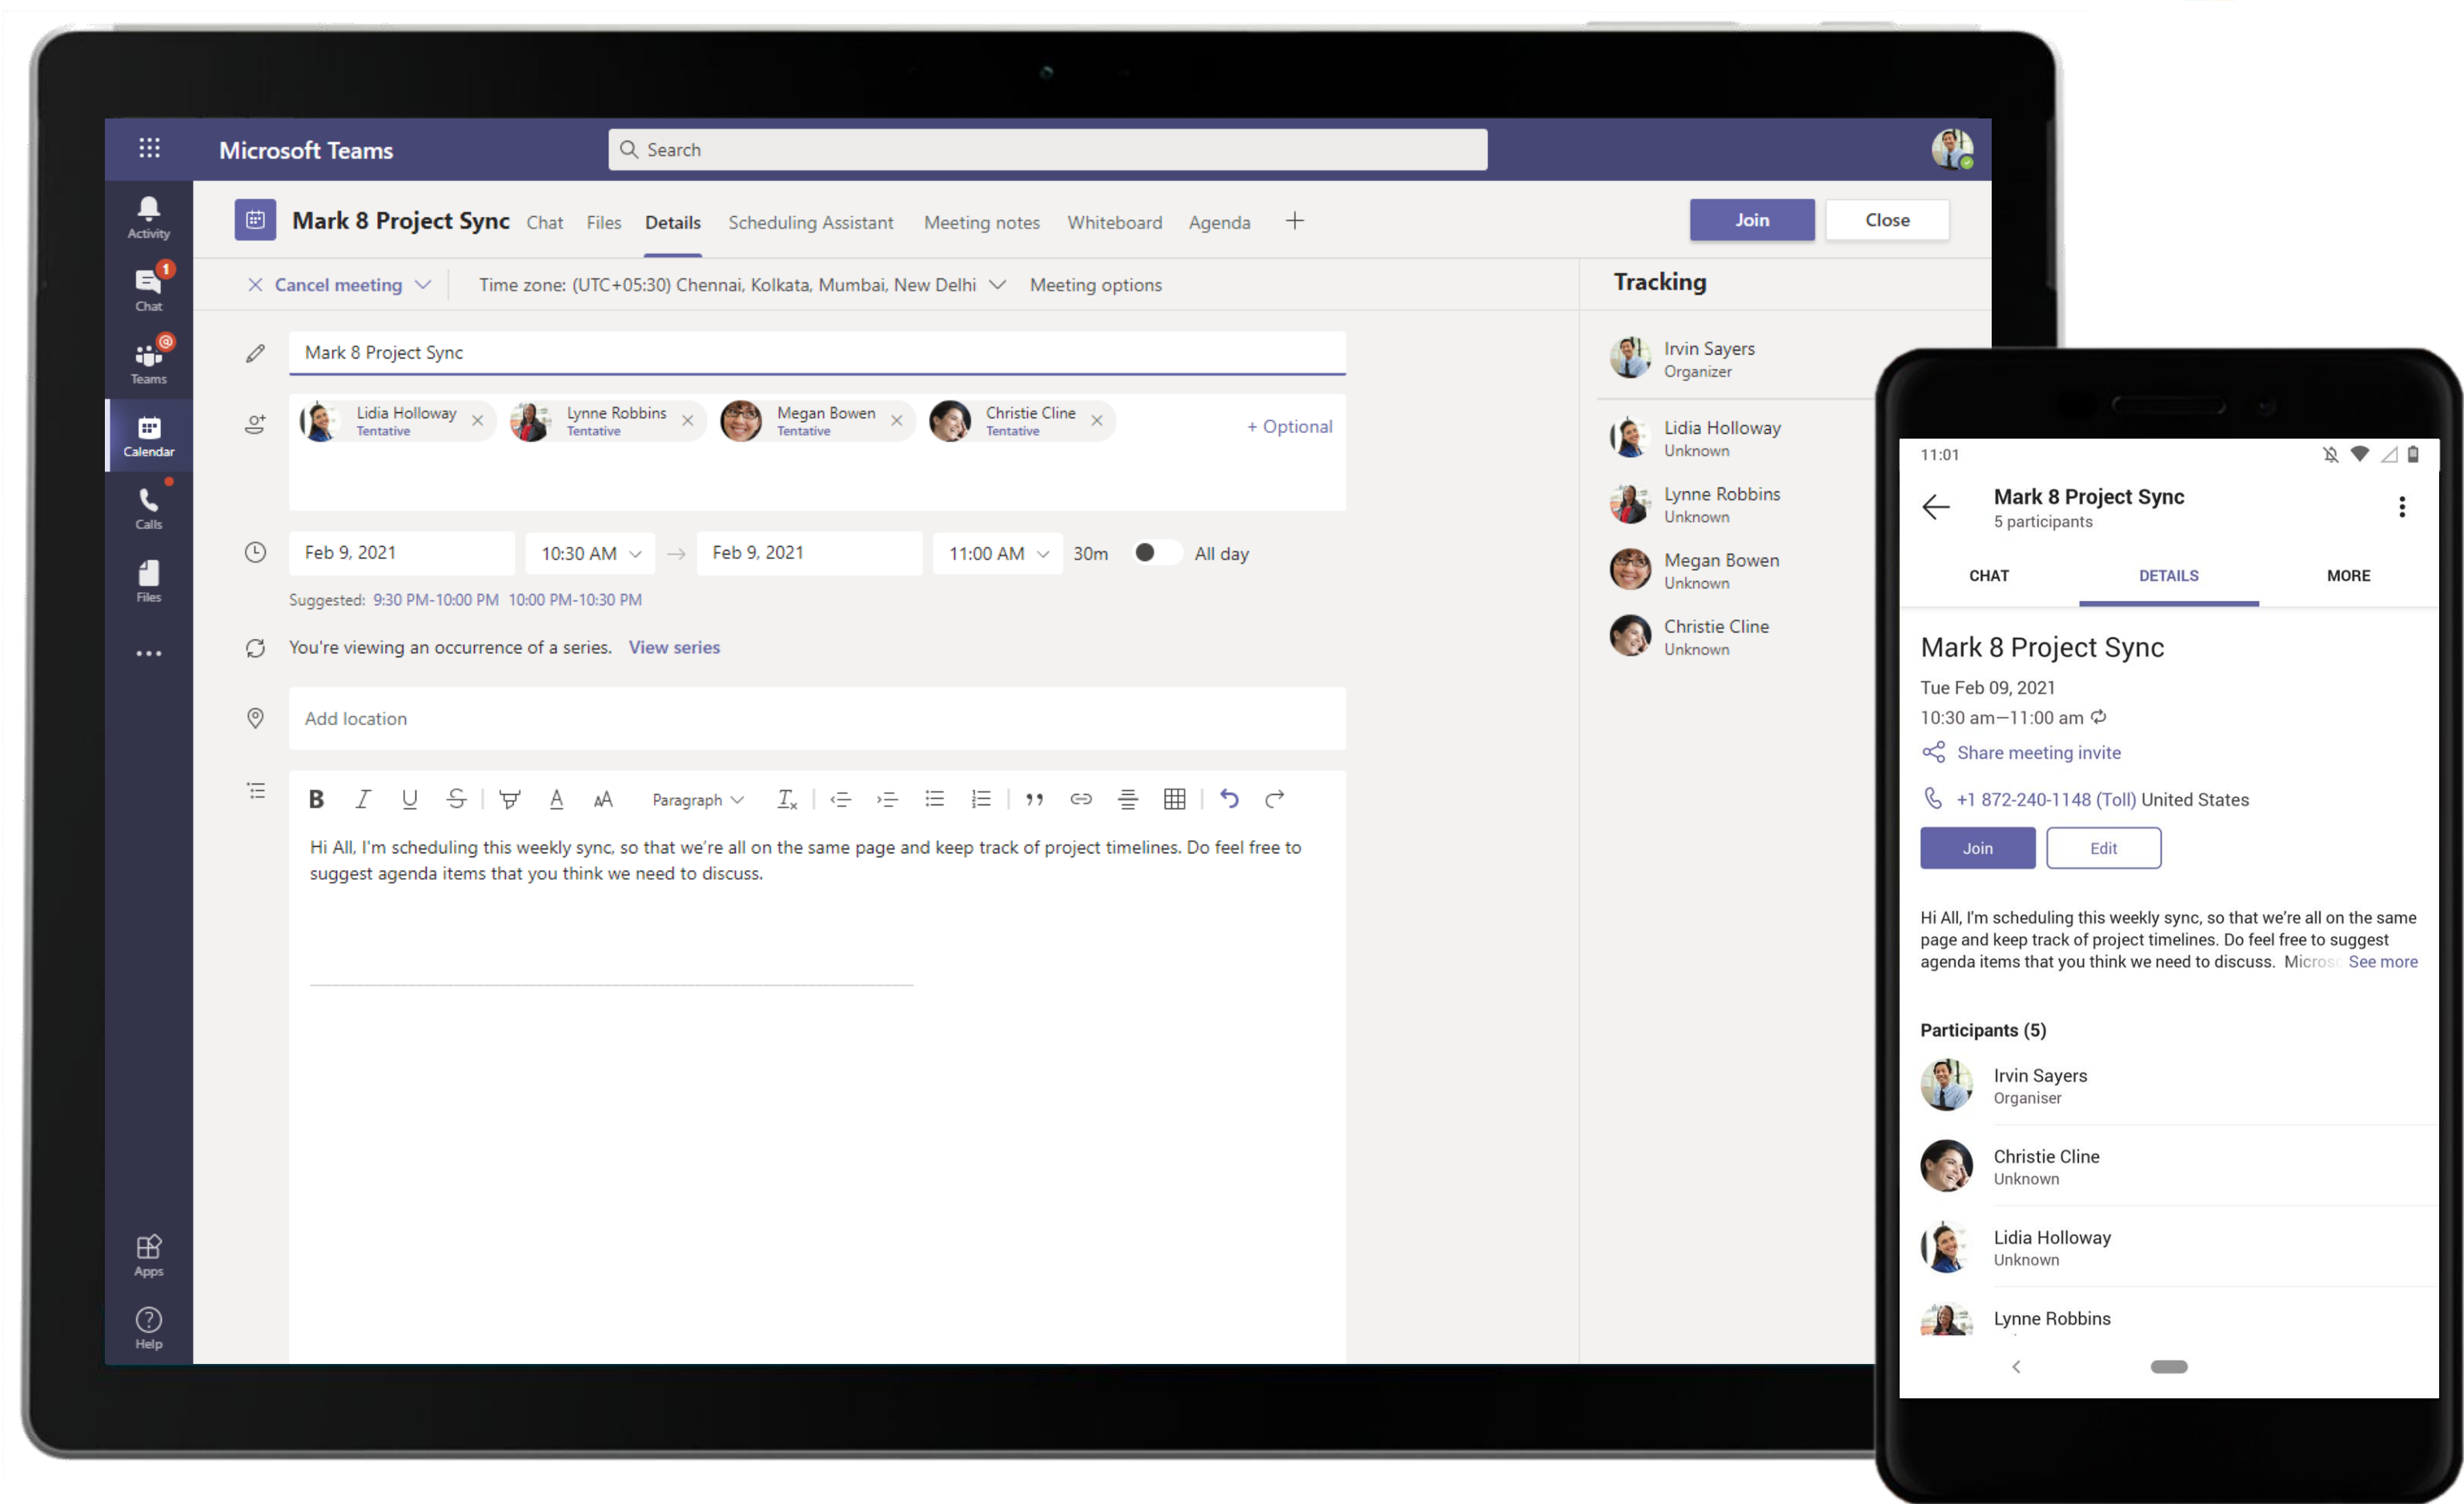 Microsoft Teams
Search
Activity
1
Chat
@
Teams
Calendar
Calls
Files
Apps
?
Help
Mark 8 Project Sync Chat Files Details Scheduling Assistant Meeting notes Whiteboard Agenda +
Join Close
Cancel meeting Time zone: (UTC+05:30) Chennai, Kolkata, Mumbai, New Delhi Meeting options
Mark 8 Project Sync
Lidia Holloway Lynne Robbins Megan Bowen Christie Cline
Tentative Tentative Tentative Tentative
+ Optional
Feb 9, 2021 10:30 AM → Feb 9, 2021 11:00 AM 30m All day
Suggested: 9:30 PM-10:00 PM 10:00 PM-10:30 PM
You're viewing an occurrence of a series. View series
Add location
B I U S A AA Paragraph Tx
Hi All, I'm scheduling this weekly sync, so that we're all on the same page and keep track of project timelines. Do feel free to
suggest agenda items that you think we need to discuss.
Tracking
Irvin Sayers
Organizer
Lidia Holloway
Unknown
Lynne Robbins
Unknown
Megan Bowen
Unknown
Christie Cline
Unknown
11:01
Mark 8 Project Sync
5 participants
CHAT DETAILS MORE
Mark 8 Project Sync
Tue Feb 09, 2021
10:30 am–11:00 am
Share meeting invite
+1 872-240-1148 (Toll) United States
Join Edit
Hi All, I'm scheduling this weekly sync, so that we're all on the same
page and keep track of project timelines. Do feel free to suggest
agenda items that you think we need to discuss. Micros See more
Participants (5)
Irvin Sayers
Organiser
Christie Cline
Unknown
Lidia Holloway
Unknown
Lynne Robbins